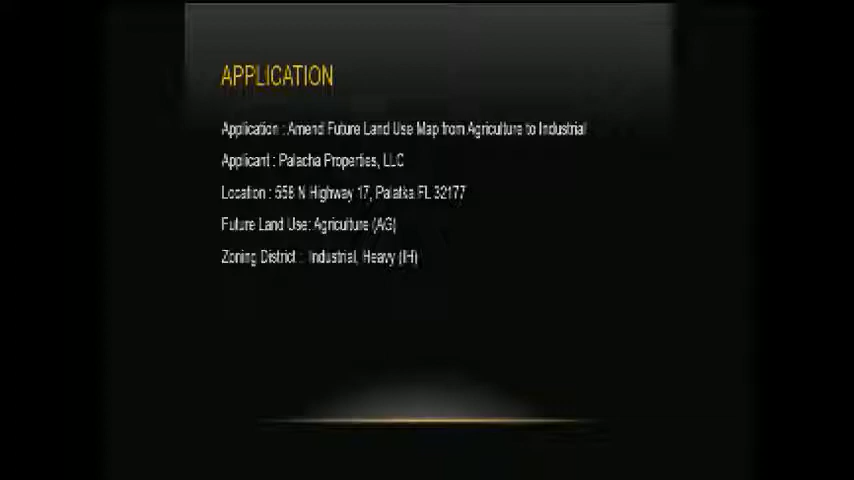 APPLICATION
Application : Amend Future Land Use Map from Agriculture to Industrial
Applicant : Palacha Properties, LLC
Location : 558 N Highway 17, Palatka FL 32177
Future Land Use: Agriculture (AG)
Zoning District : Industrial, Heavy (IH)